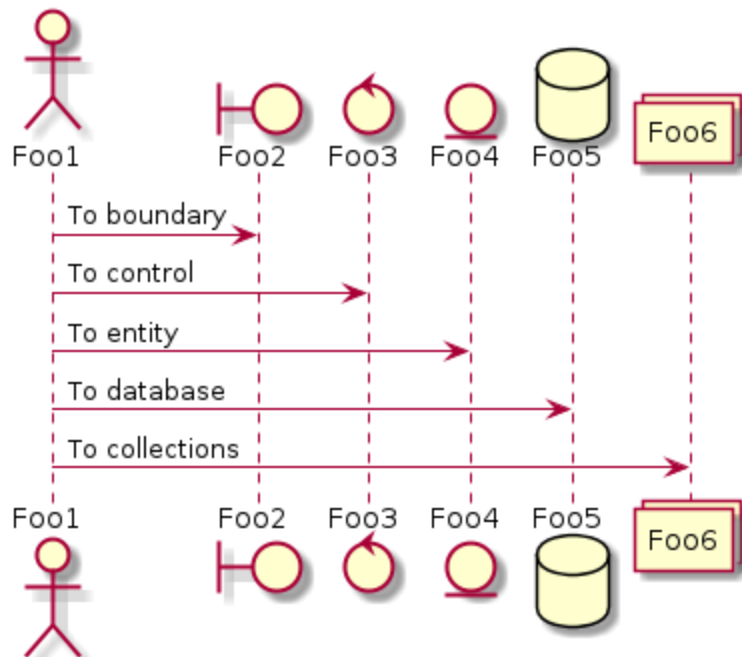 Foo1 Foo2 Foo3 Foo4 Foo5 Foo6
To boundary
To control
To entity
To database
To collections
Foo1 Foo2 Foo3 Foo4 Foo5 Foo6